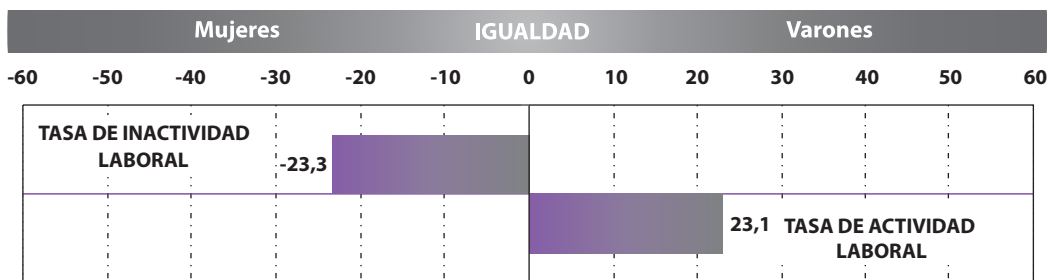 Mujeres IGUALDAD Varones
-60 -50 -40 -30 -20 -10 0 10 20 30 40 50 60
TASA DE INACTIVIDAD
LABORAL
-23,3
23,1
TASA DE ACTIVIDAD
LABORAL